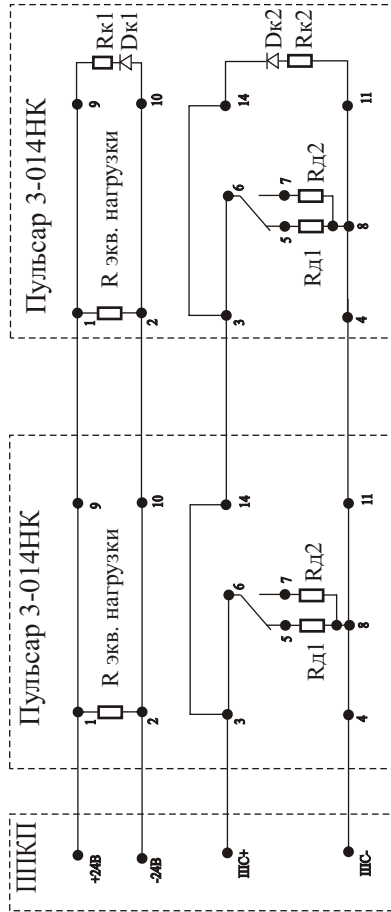 ППКП
Пульсар 3-014НК
Пульсар 3-014НК
+24В
1
9
1
9
Rк1
Dк1
R экв. нагрузки
R экв. нагрузки
-24В
2
10
2
10
ШС+
3
6
14
3
6
14
5
7
5
7
Rд1
Rд2
Rд1
Rд2
Dк2
Rк2
ШС-
4
8
11
4
8
11